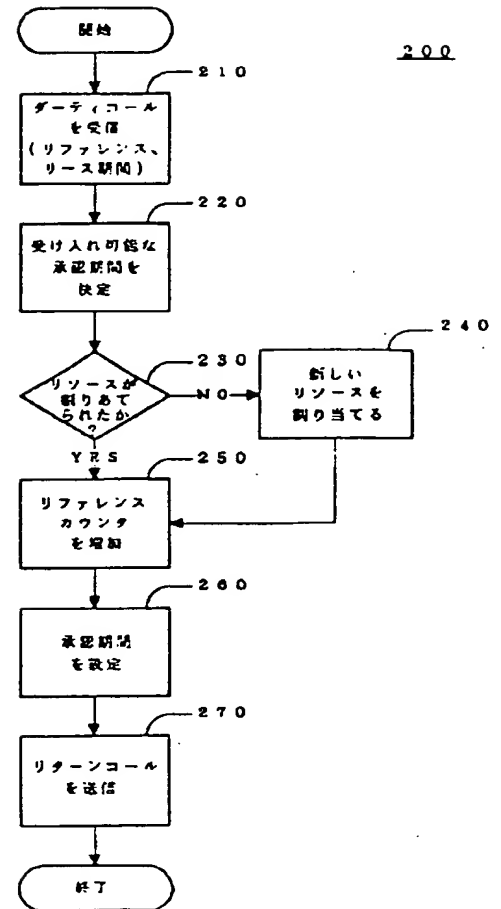 開始
200
210
ダーティコール
を受信
(リファレンス、
リース期間)
220
受け入れ可能な
承認期間を
決定
230
リソースが
割りあて
られたか
?
NO
240
新しい
リソースを
割り当てる
YRS
250
リファレンス
カウンタ
を増加
260
承認期間
を設定
270
リターンコール
を送信
終了